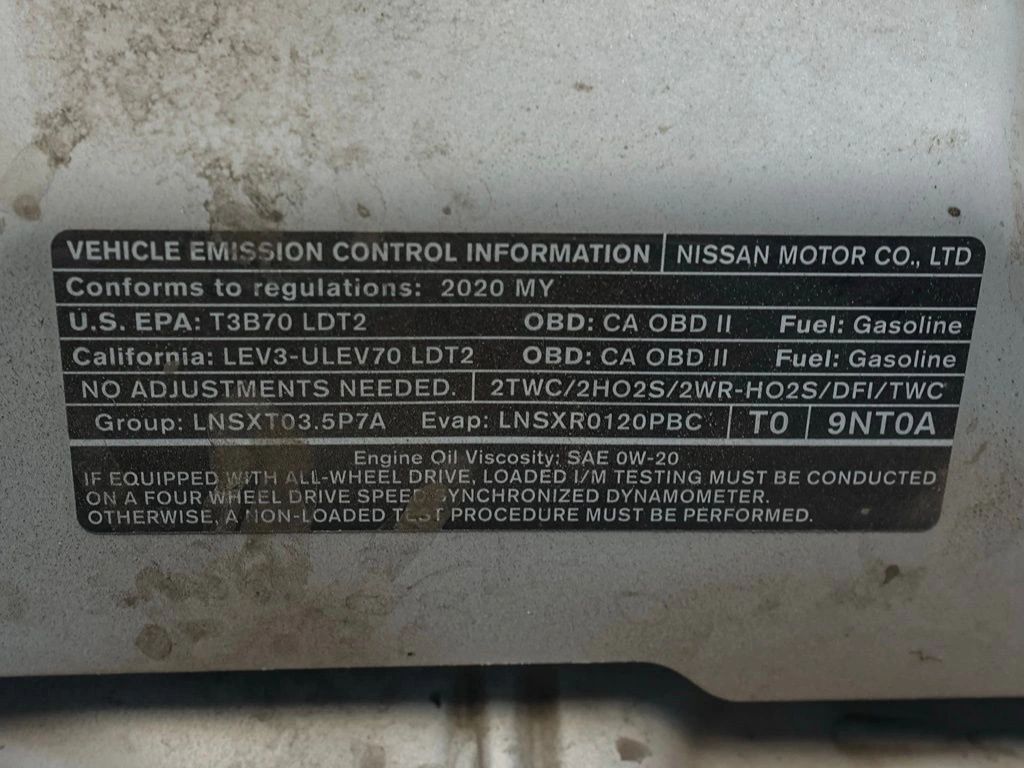 VEHICLE EMISSION CONTROL INFORMATION NISSAN MOTOR CO., LTD
Conforms to regulations: 2020 MY
U.S. EPA: T3B70 LDT2 OBD: CA OBD II Fuel: Gasoline
California: LEV3-ULEV70 LDT2 OBD: CA OBD II Fuel: Gasoline
NO ADJUSTMENTS NEEDED. 2TWC/2HO2S/2WR-HO2S/DFI/TWC
Group: LNSXT03.5P7A Evap: LNSXR0120PBC T0 9NT0A
Engine Oil Viscosity: SAE 0W-20
IF EQUIPPED WITH ALL-WHEEL DRIVE, LOADED I/M TESTING MUST BE CONDUCTED
ON A FOUR WHEEL DRIVE SPEED SYNCHRONIZED DYNAMOMETER.
OTHERWISE, A NON-LOADED TEST PROCEDURE MUST BE PERFORMED.